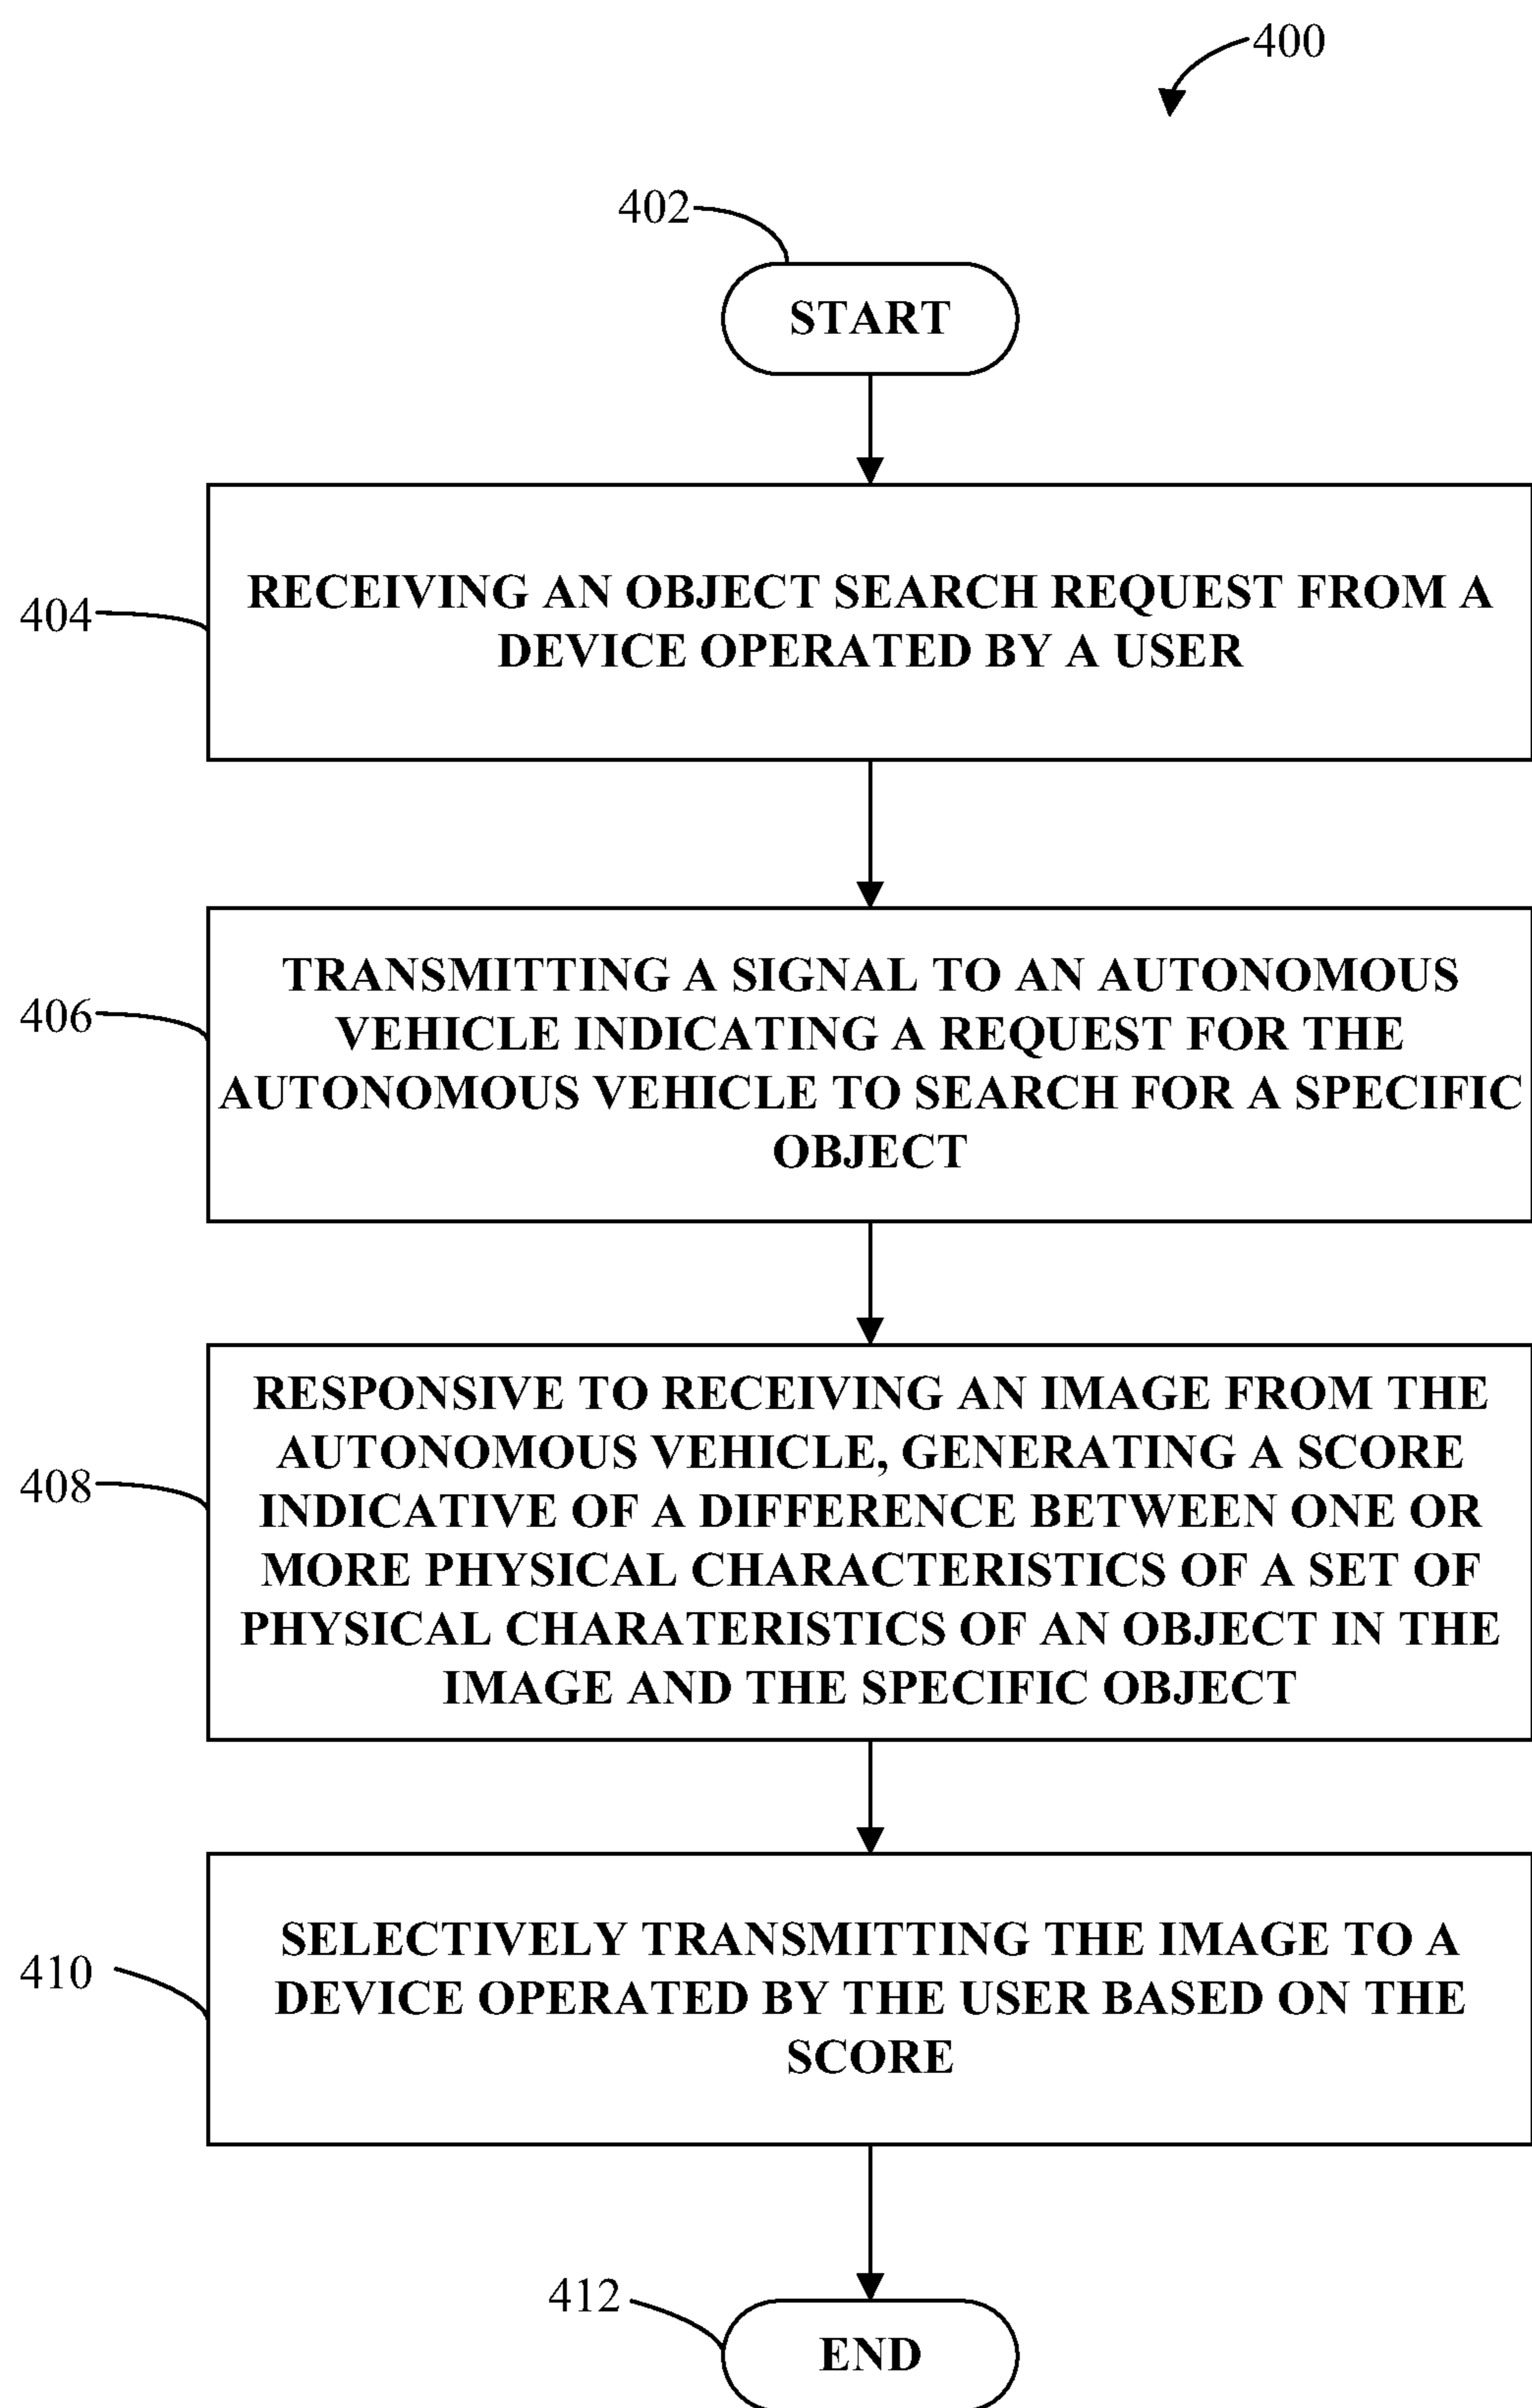 400
402
START
404
RECEIVING AN OBJECT SEARCH REQUEST FROM A
DEVICE OPERATED BY A USER
406
TRANSMITTING A SIGNAL TO AN AUTONOMOUS
VEHICLE INDICATING A REQUEST FOR THE
AUTONOMOUS VEHICLE TO SEARCH FOR A SPECIFIC
OBJECT
408
RESPONSIVE TO RECEIVING AN IMAGE FROM THE
AUTONOMOUS VEHICLE, GENERATING A SCORE
INDICATIVE OF A DIFFERENCE BETWEEN ONE OR
MORE PHYSICAL CHARACTERISTICS OF A SET OF
PHYSICAL CHARATERISTICS OF AN OBJECT IN THE
IMAGE AND THE SPECIFIC OBJECT
410
SELECTIVELY TRANSMITTING THE IMAGE TO A
DEVICE OPERATED BY THE USER BASED ON THE
SCORE
412
END